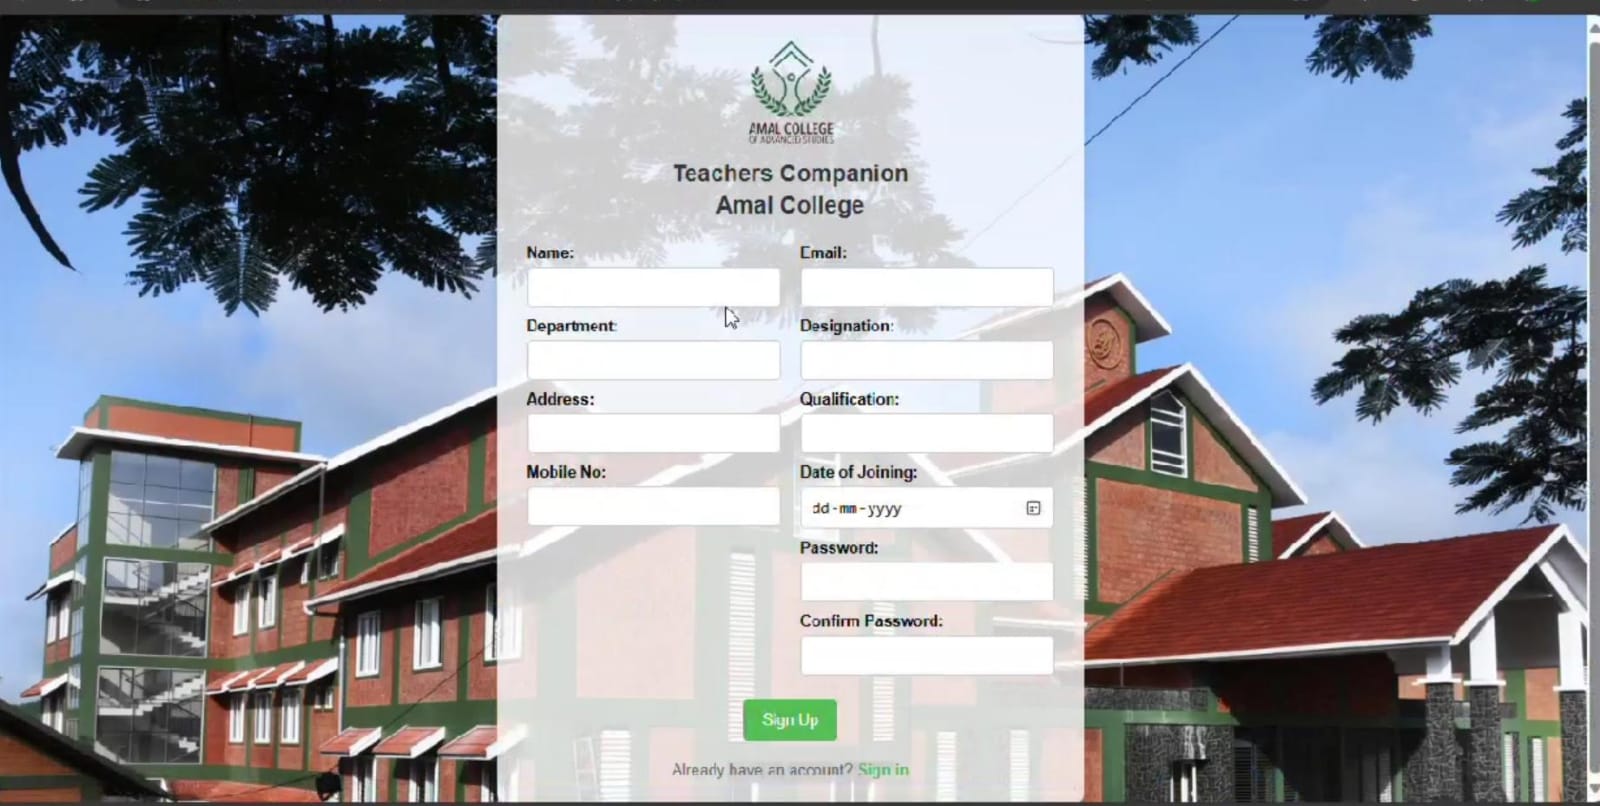 AMAL COLLEGE
OF ADVANCED STUDIES
Teachers Companion
Amal College
Name:
Email:
Department:
Designation:
Address:
Qualification:
Mobile No:
Date of Joining:
dd-mm-yyyy
Password:
Confirm Password:
Sign Up
Already have an account? Sign in